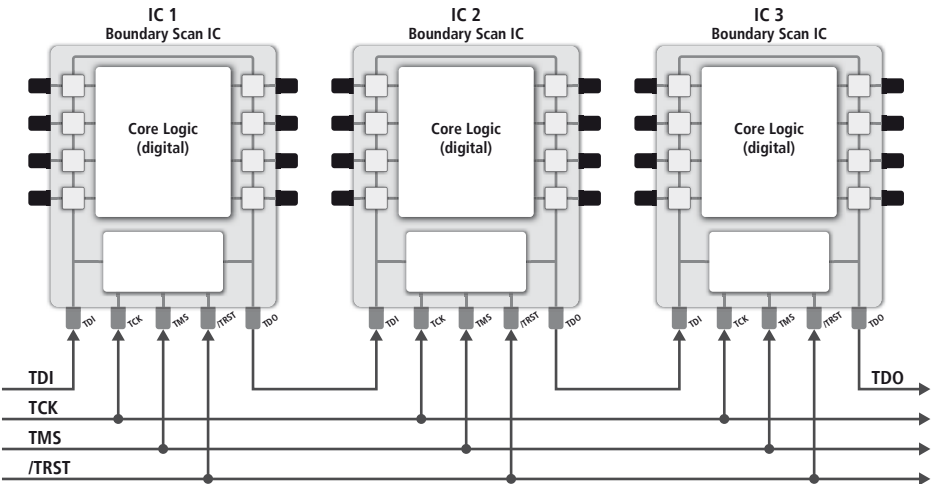 IC 1
Boundary Scan IC
IC 2
Boundary Scan IC
IC 3
Boundary Scan IC
Core Logic
(digital)
Core Logic
(digital)
Core Logic
(digital)
TDI
TCK
TMS
/TRST
TDO
TDI
TCK
TMS
/TRST
TDO
TDI
TCK
TMS
/TRST
TDO
TDI
TDO
TCK
TMS
/TRST